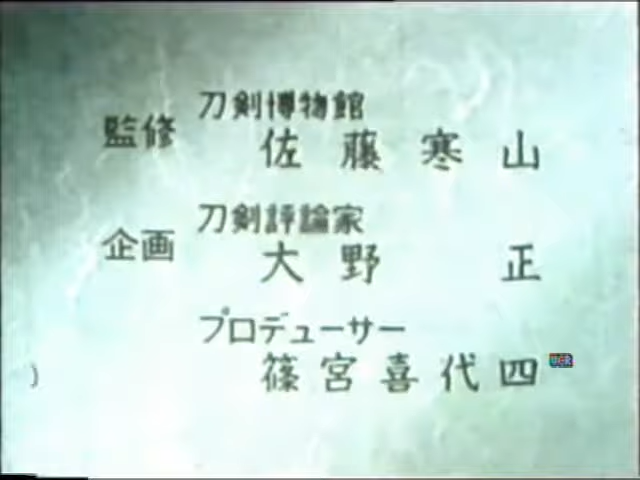 刀剣博物館
監修
佐藤寒山
刀剣評論家
企画
大野 正
プロデューサー
篠宮喜代四